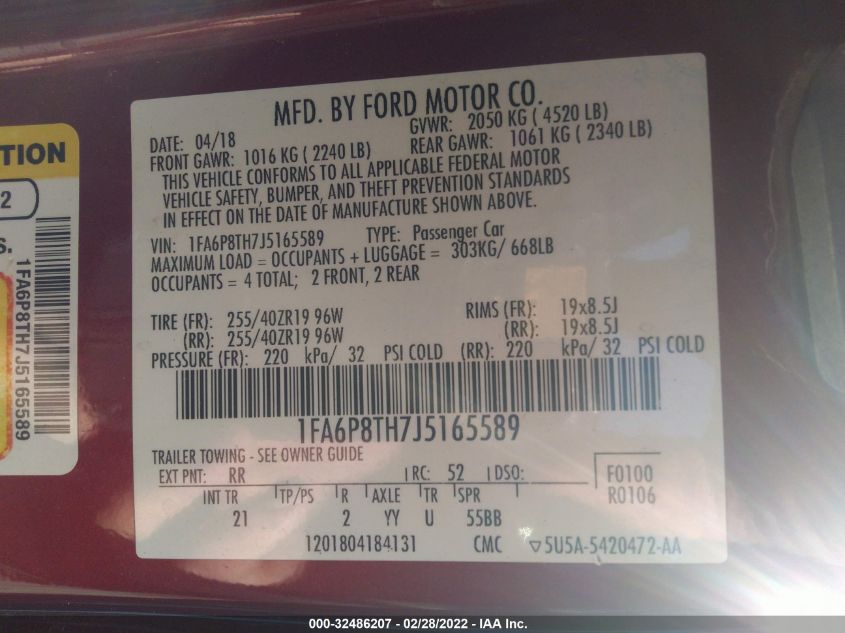 MFD. BY FORD MOTOR CO.
DATE: 04/18
GVWR: 2050 KG ( 4520 LB)
FRONT GAWR: 1016 KG ( 2240 LB)
REAR GAWR: 1061 KG ( 2340 LB)
THIS VEHICLE CONFORMS TO ALL APPLICABLE FEDERAL MOTOR
VEHICLE SAFETY, BUMPER, AND THEFT PREVENTION STANDARDS
IN EFFECT ON THE DATE OF MANUFACTURE SHOWN ABOVE.
VIN: 1FA6P8TH7J5165589 TYPE: Passenger Car
MAXIMUM LOAD = OCCUPANTS + LUGGAGE = 303KG/ 668LB
OCCUPANTS = 4 TOTAL; 2 FRONT, 2 REAR
TIRE (FR): 255/40ZR19 96W RIMS (FR): 19x8.5J
(RR): 255/40ZR19 96W (RR): 19x8.5J
PRESSURE (FR): 220 kPa/ 32 PSI COLD (RR): 220 kPa/ 32 PSI COLD
1FA6P8TH7J5165589
TRAILER TOWING - SEE OWNER GUIDE
EXT PNT: RR RC: 52 DSO: F0100
INT TR TP/PS R AXLE TR SPR R0106
21 2 YY U 55BB
1201804184131 CMC ▽5U5A-5420472-AA
TION
2
S.
1FA6P8TH7J5165589
000-32486207 - 02/28/2022 - IAA Inc.